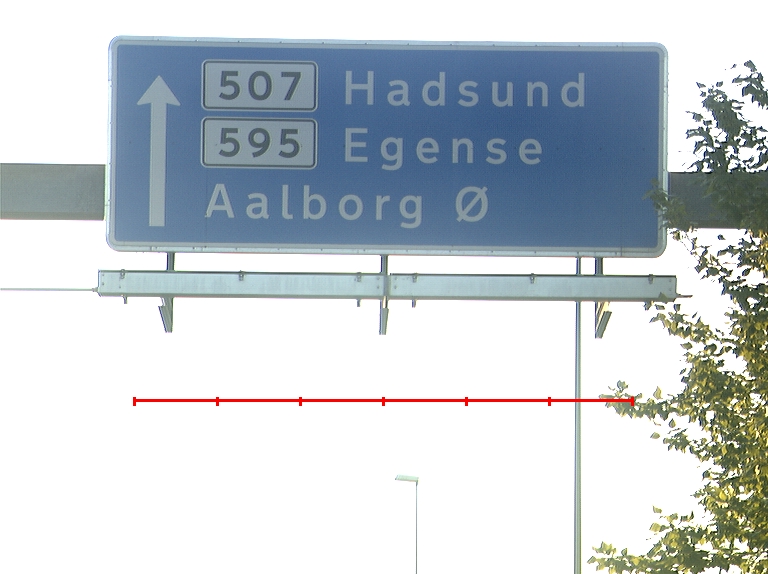 507 Hadsund
595 Egense
Aalborg Ø